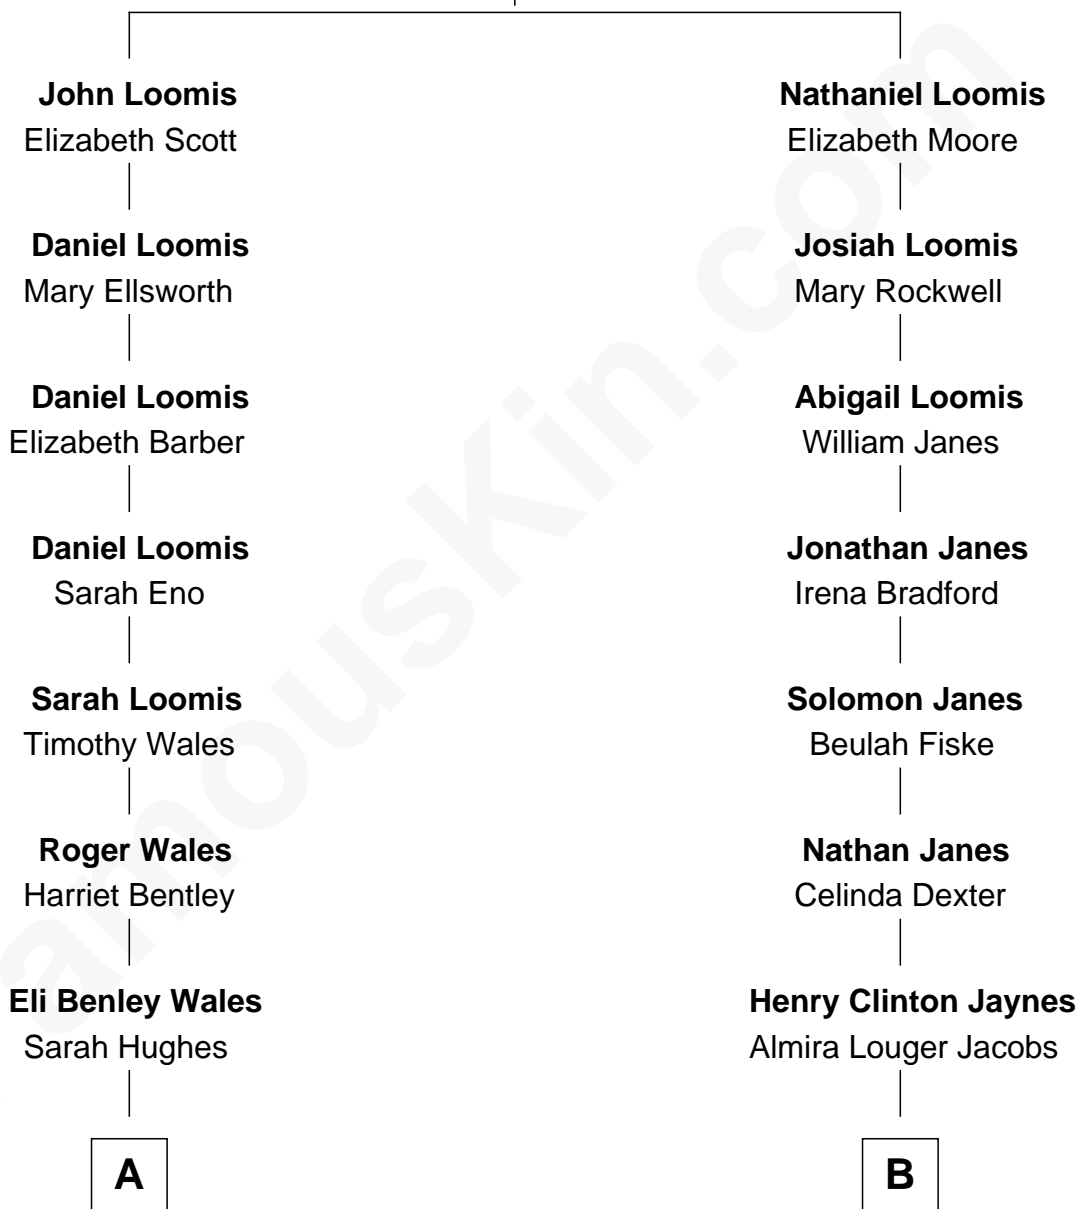 John Loomis
Elizabeth Scott
Nathaniel Loomis
Elizabeth Moore
Daniel Loomis
Mary Ellsworth
Josiah Loomis
Mary Rockwell
Daniel Loomis
Elizabeth Barber
Abigail Loomis
William Janes
Daniel Loomis
Sarah Eno
Jonathan Janes
Irena Bradford
Sarah Loomis
Timothy Wales
Solomon Janes
Beulah Fiske
Roger Wales
Harriet Bentley
Nathan Janes
Celinda Dexter
Eli Benley Wales
Sarah Hughes
Henry Clinton Jaynes
Almira Louger Jacobs
A
B
amousKin.com